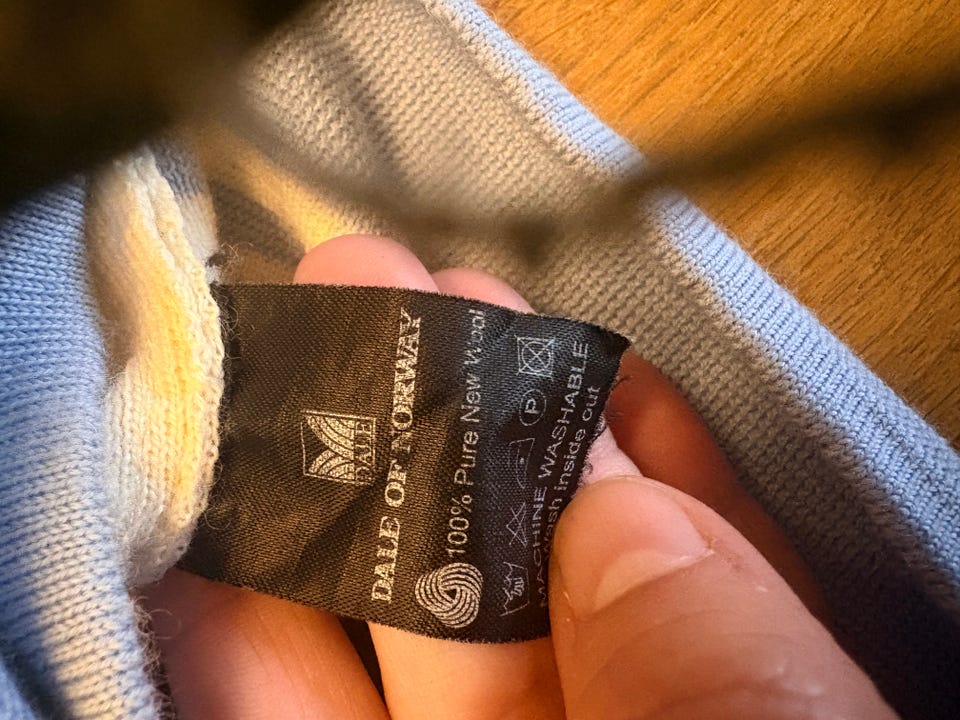 DALE
DALE OF NORWAY
100% Pure New Wool
P
MACHINE WASHABLE
Wash inside out